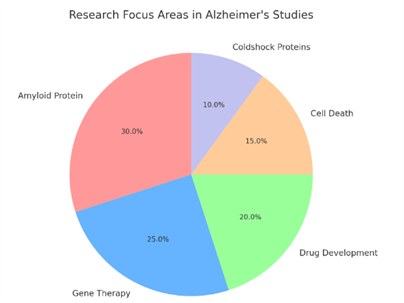 Research Focus Areas in Alzheimer's Studies
Coldshock Proteins
Amyloid Protein
10.0%
Cell Death
30.0%
15.0%
20.0%
25.0%
Drug Development
Gene Therapy